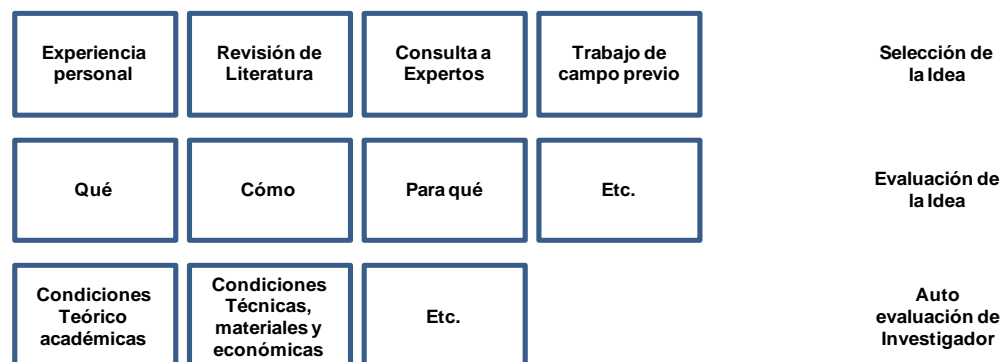 Experiencia
personal
Revisión de
Literatura
Consulta a
Expertos
Trabajo de
campo previo
Selección de
la Idea
Qué
Cómo
Para qué
Etc.
Evaluación de
la Idea
Condiciones
Teórico
académicas
Condiciones
Técnicas,
materiales y
económicas
Etc.
Auto
evaluación de
Investigador